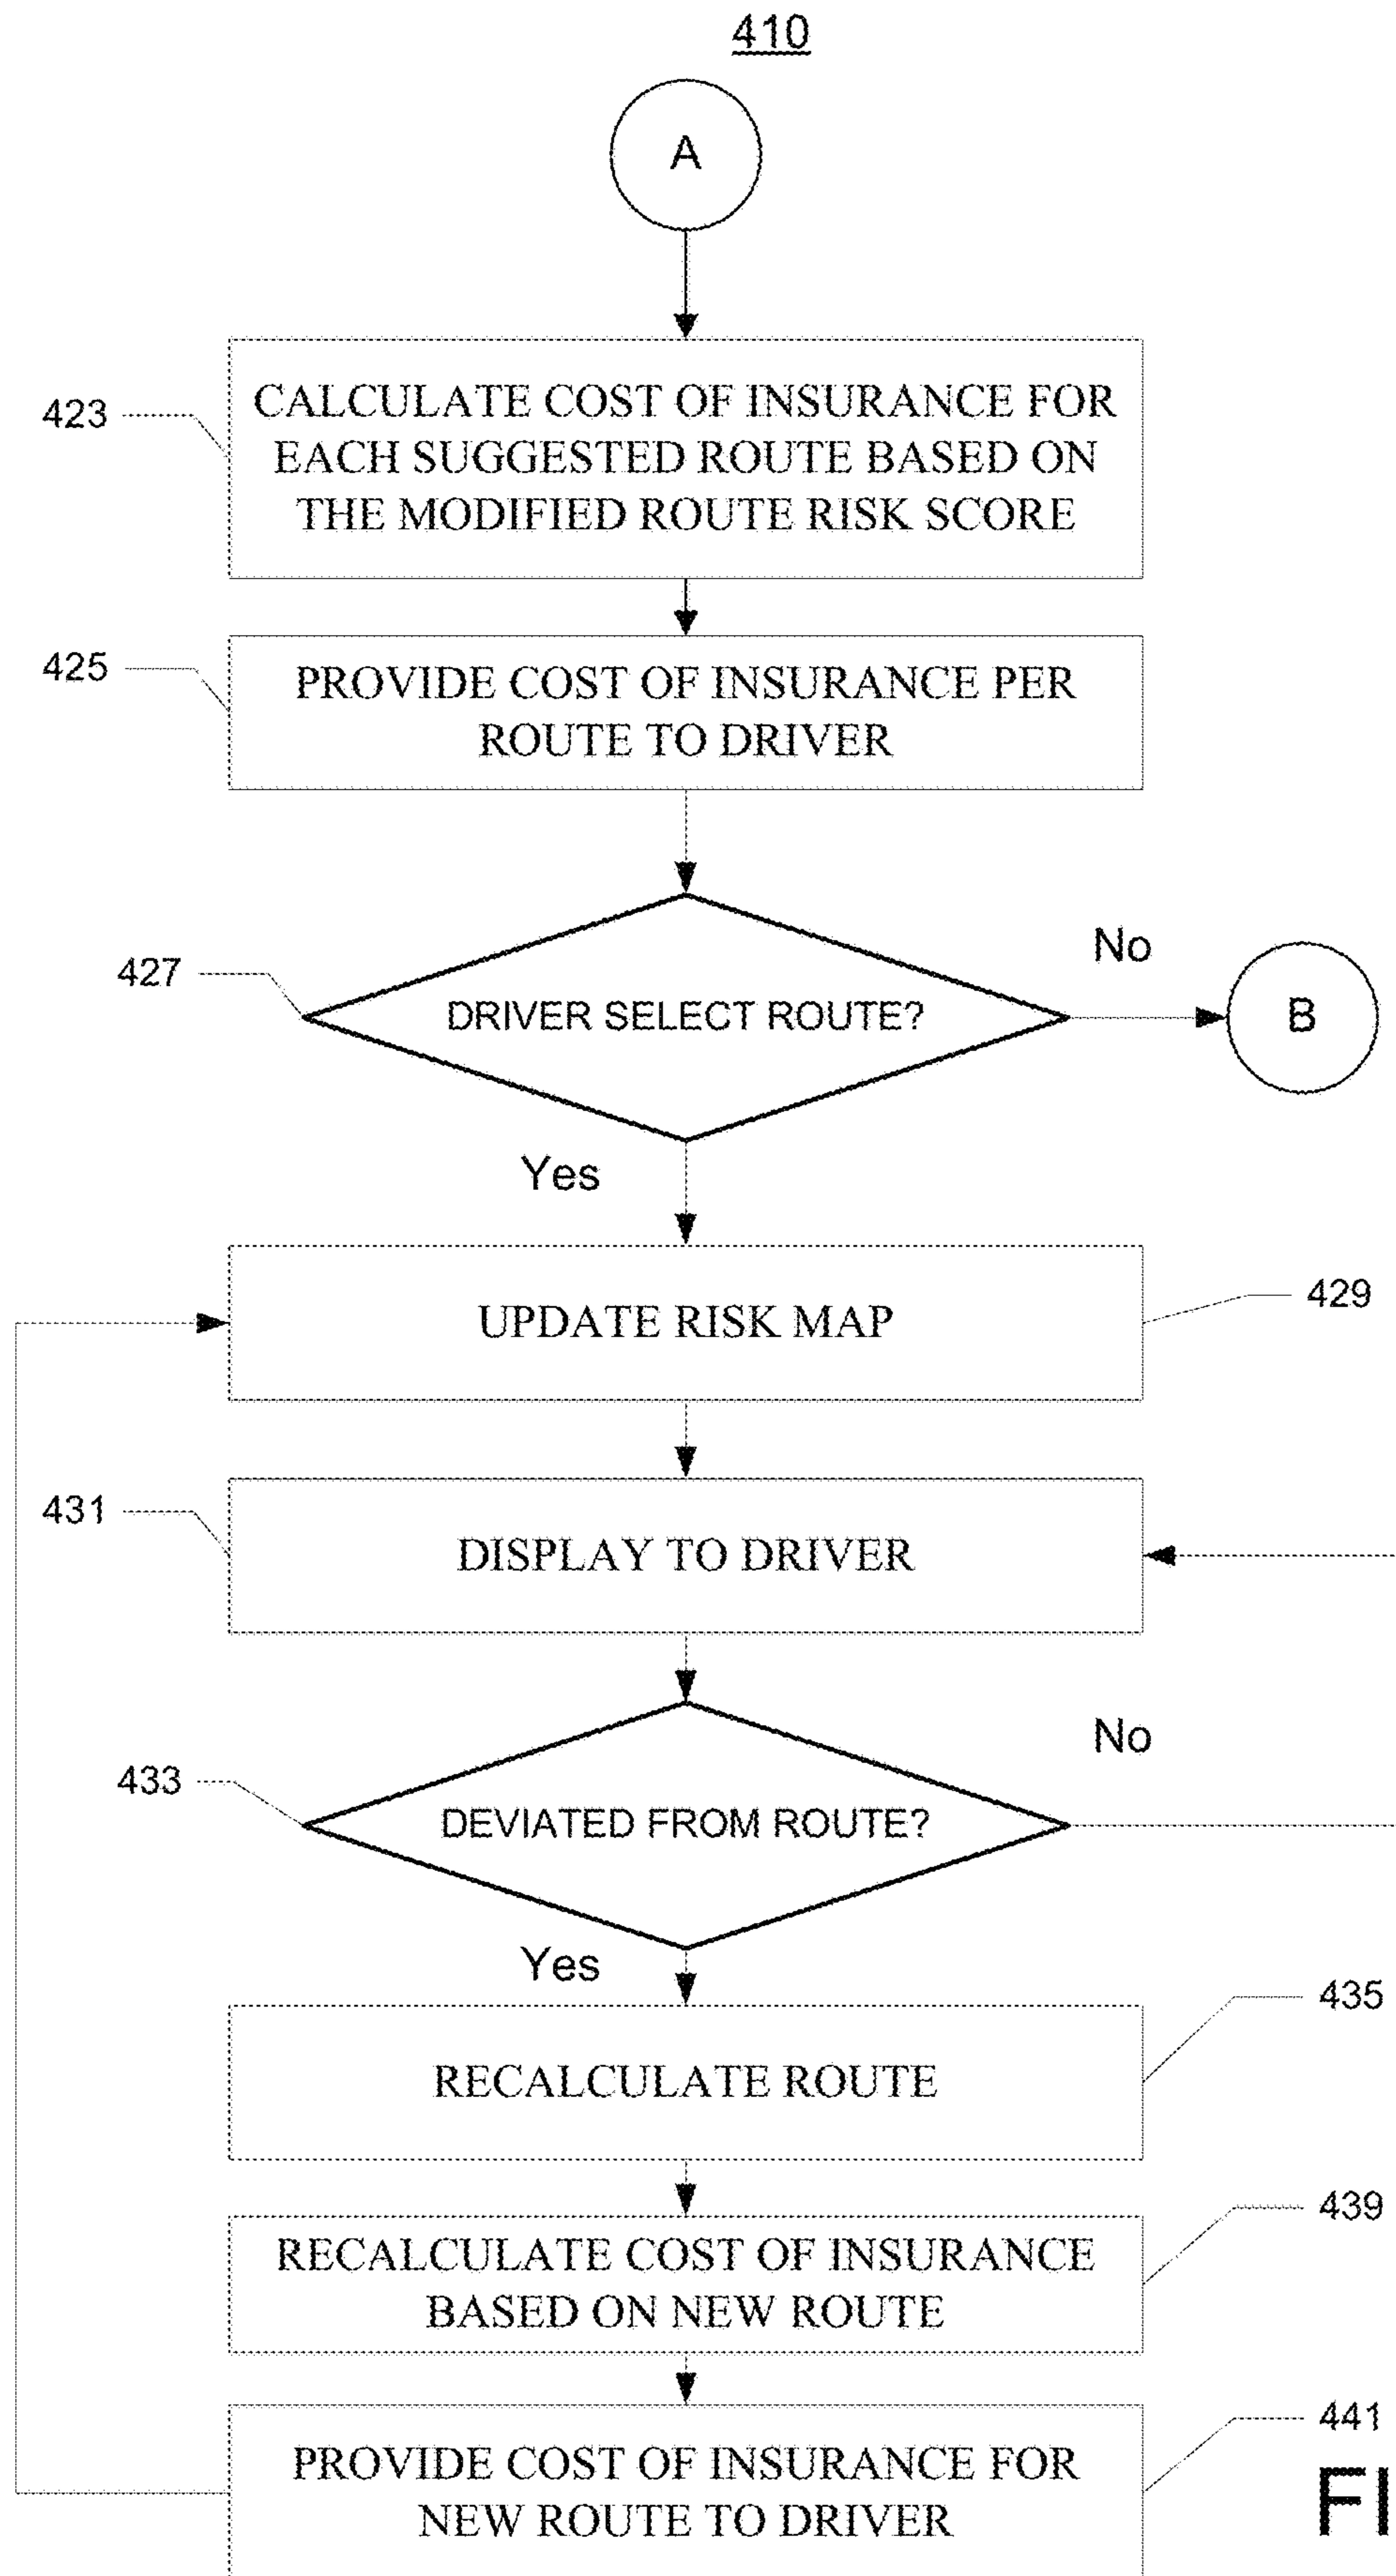 410
A
423
CALCULATE COST OF INSURANCE FOR
EACH SUGGESTED ROUTE BASED ON
THE MODIFIED ROUTE RISK SCORE
425
PROVIDE COST OF INSURANCE PER
ROUTE TO DRIVER
427
DRIVER SELECT ROUTE?
No
B
Yes
UPDATE RISK MAP
429
431
DISPLAY TO DRIVER
433
DEVIATED FROM ROUTE?
No
Yes
435
RECALCULATE ROUTE
439
RECALCULATE COST OF INSURANCE
BASED ON NEW ROUTE
441
PROVIDE COST OF INSURANCE FOR
NEW ROUTE TO DRIVER
FI